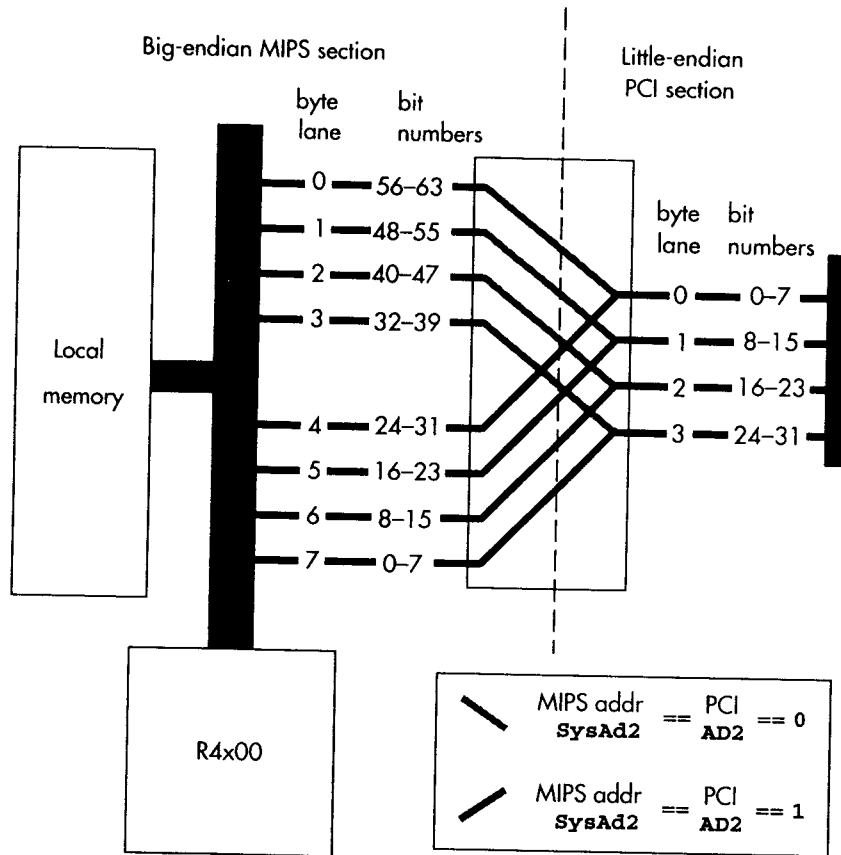 Big-endian MIPS section
Little-endian
PCI section
byte lane bit numbers
0 56–63
1 48–55
2 40–47
3 32–39
4 24–31
5 16–23
6 8–15
7 0–7
byte lane bit numbers
0 0–7
1 8–15
2 16–23
3 24–31
Local
memory
R4x00
MIPS addr SysAd2 == PCI AD2 == 0
MIPS addr SysAd2 == PCI AD2 == 1